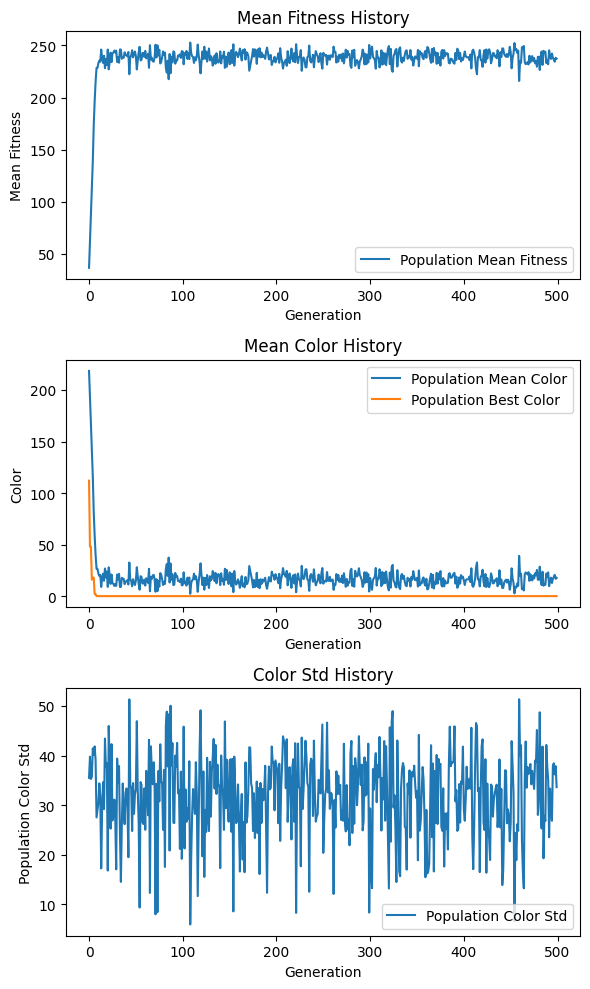 Mean Fitness History
250
200
150
100
50
Mean Fitness
0
100
200
300
400
500
Generation
Population Mean Fitness
Mean Color History
200
150
100
50
0
Color
0
100
200
300
400
500
Generation
Population Mean Color
Population Best Color
Color Std History
50
40
30
20
10
Population Color Std
0
100
200
300
400
500
Generation
Population Color Std